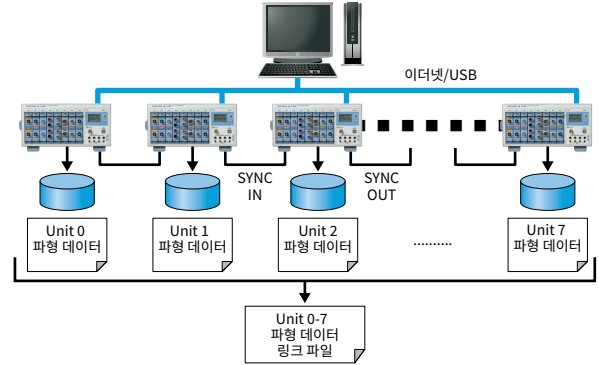 이더넷/USB
SYNC
IN
SYNC
OUT
Unit 0
파형 데이터
Unit 1
파형 데이터
Unit 2
파형 데이터
..........
Unit 7
파형 데이터
Unit 0-7
파형 데이터
링크 파일